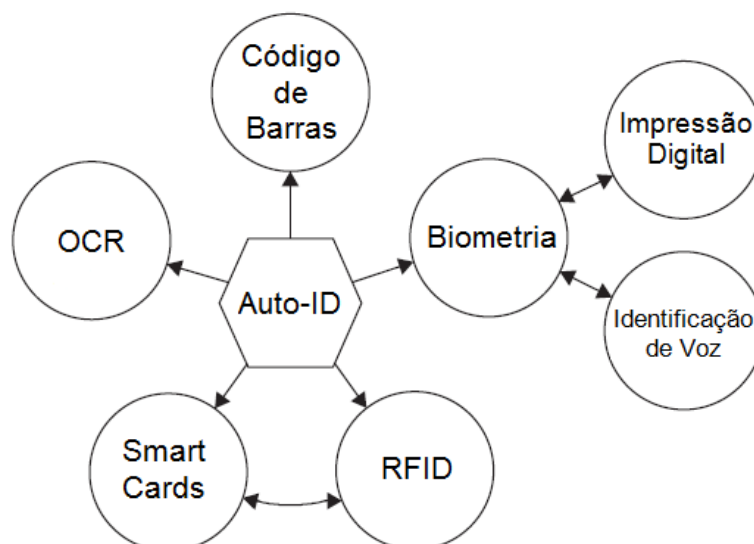 Código
de
Barras
Impressão
Digital
OCR
Biometria
Auto-ID
Identificação
de Voz
Smart
Cards
RFID